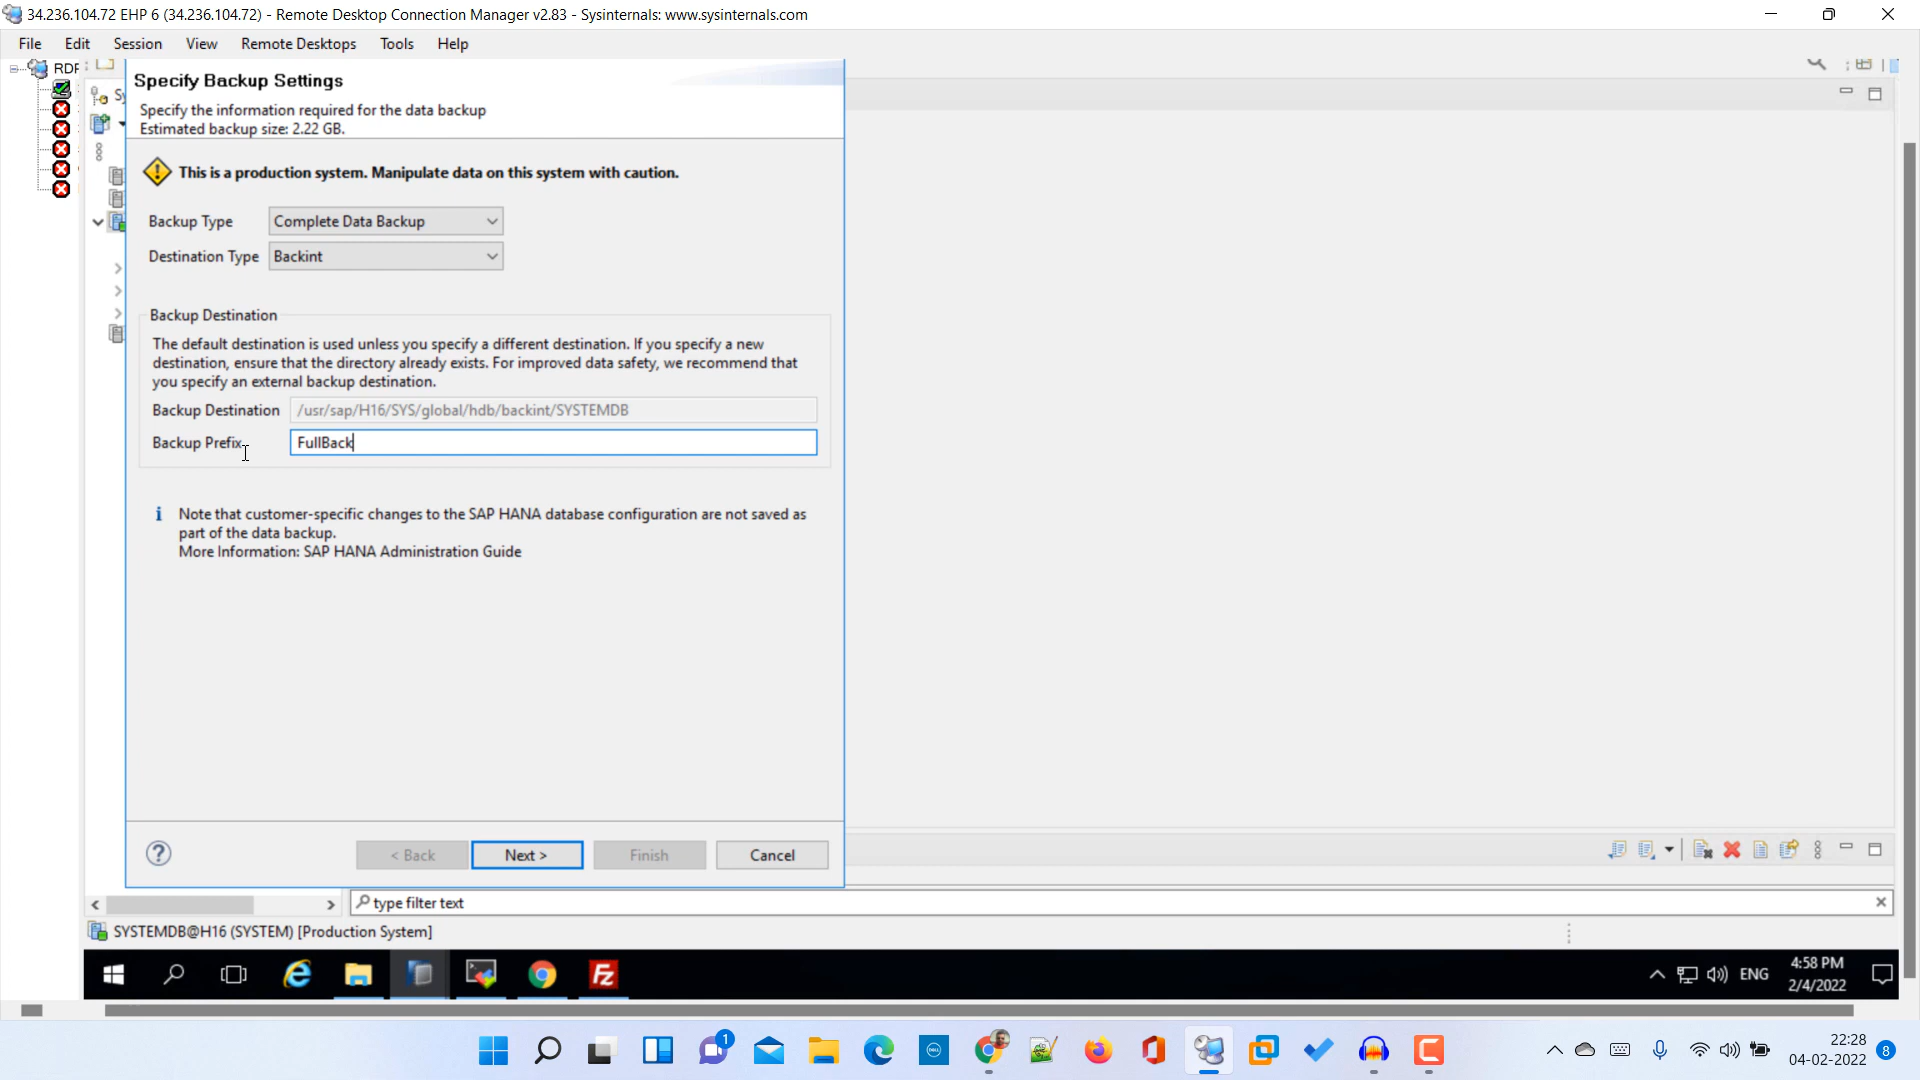 34.236.104.72 EHP 6 (34.236.104.72) - Remote Desktop Connection Manager v2.83 - Sysinternals: www.sysinternals.com
File Edit Session View Remote Desktops Tools Help
RDP
Specify Backup Settings
Specify the information required for the data backup
Estimated backup size: 2.22 GB.
This is a production system. Manipulate data on this system with caution.
Backup Type Complete Data Backup
Destination Type Backint
Backup Destination
The default destination is used unless you specify a different destination. If you specify a new
destination, ensure that the directory already exists. For improved data safety, we recommend that
you specify an external backup destination.
Backup Destination /usr/sap/H16/SYS/global/hdb/backint/SYSTEMDB
Backup Prefix FullBack
Note that customer-specific changes to the SAP HANA database configuration are not saved as
part of the data backup.
More Information: SAP HANA Administration Guide
< Back Next > Finish Cancel
type filter text
SYSTEMDB@H16 (SYSTEM) [Production System]
ENG
4:58 PM
2/4/2022
1
22:28
04-02-2022
8